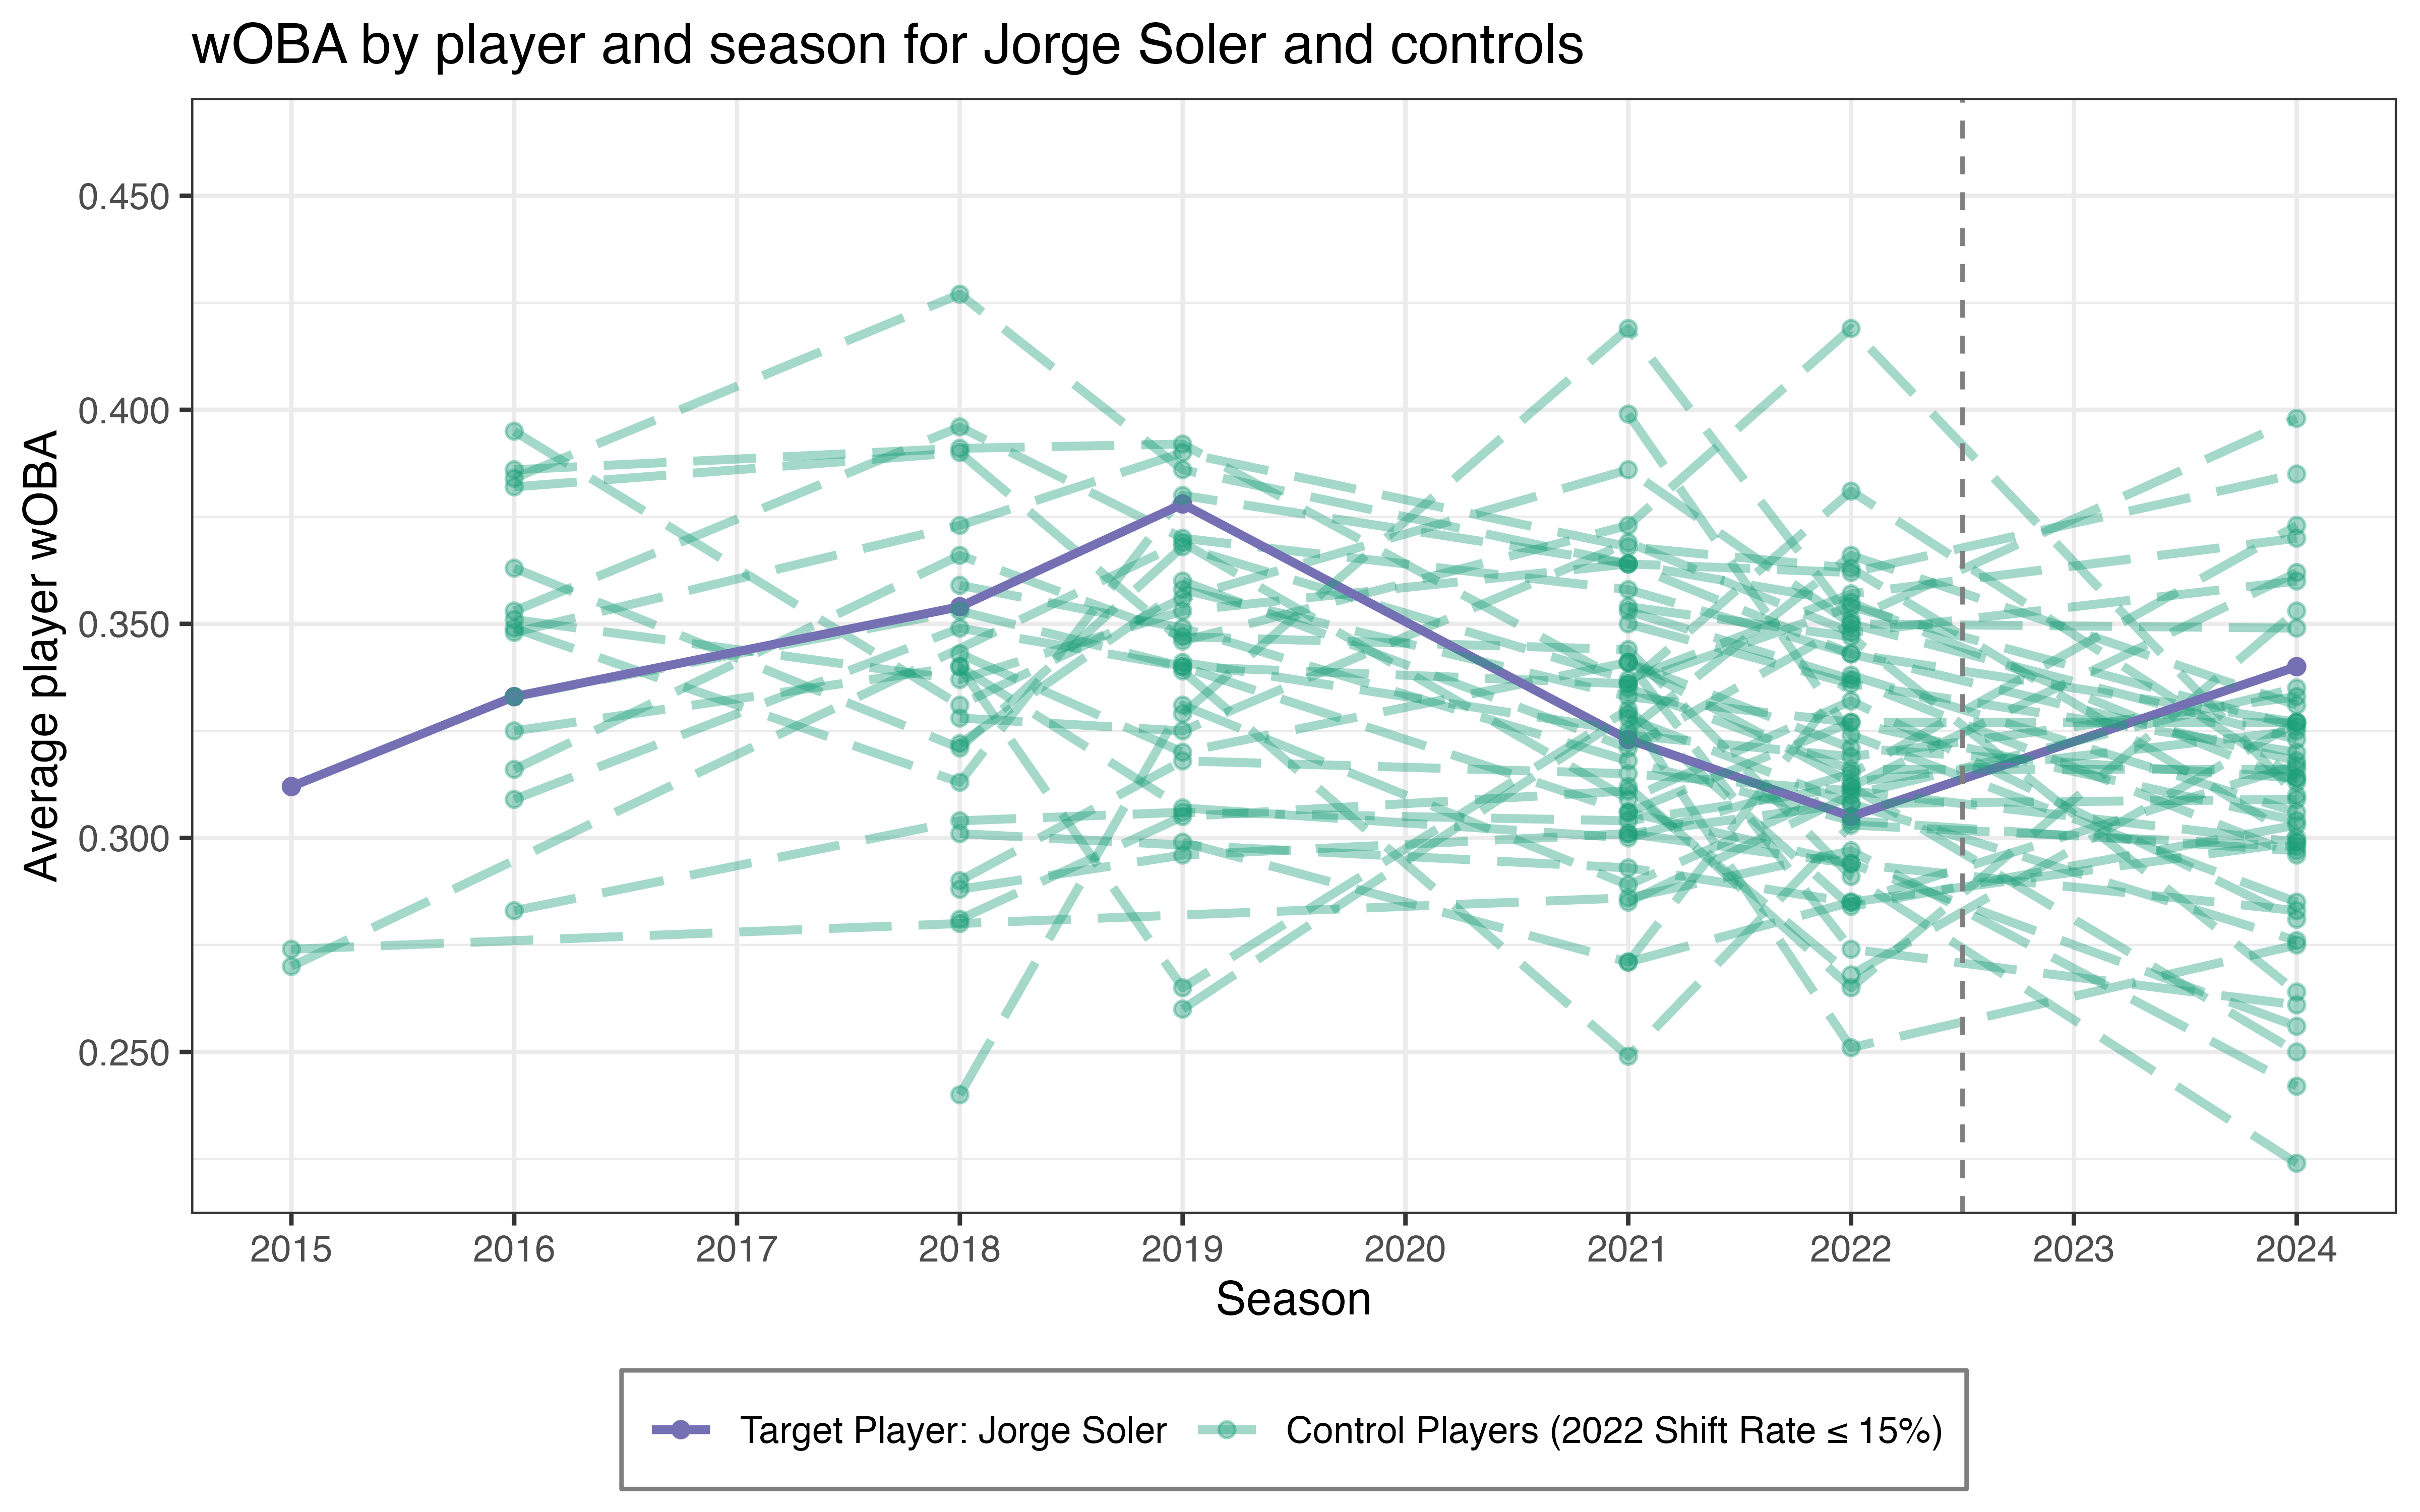 wOBA by player and season for Jorge Soler and controls
Average player wOBA
0.450
0.400
0.350
0.300
0.250
2015 2016 2017 2018 2019 2020 2021 2022 2023 2024
Season
Target Player: Jorge Soler Control Players (2022 Shift Rate ≤ 15%)